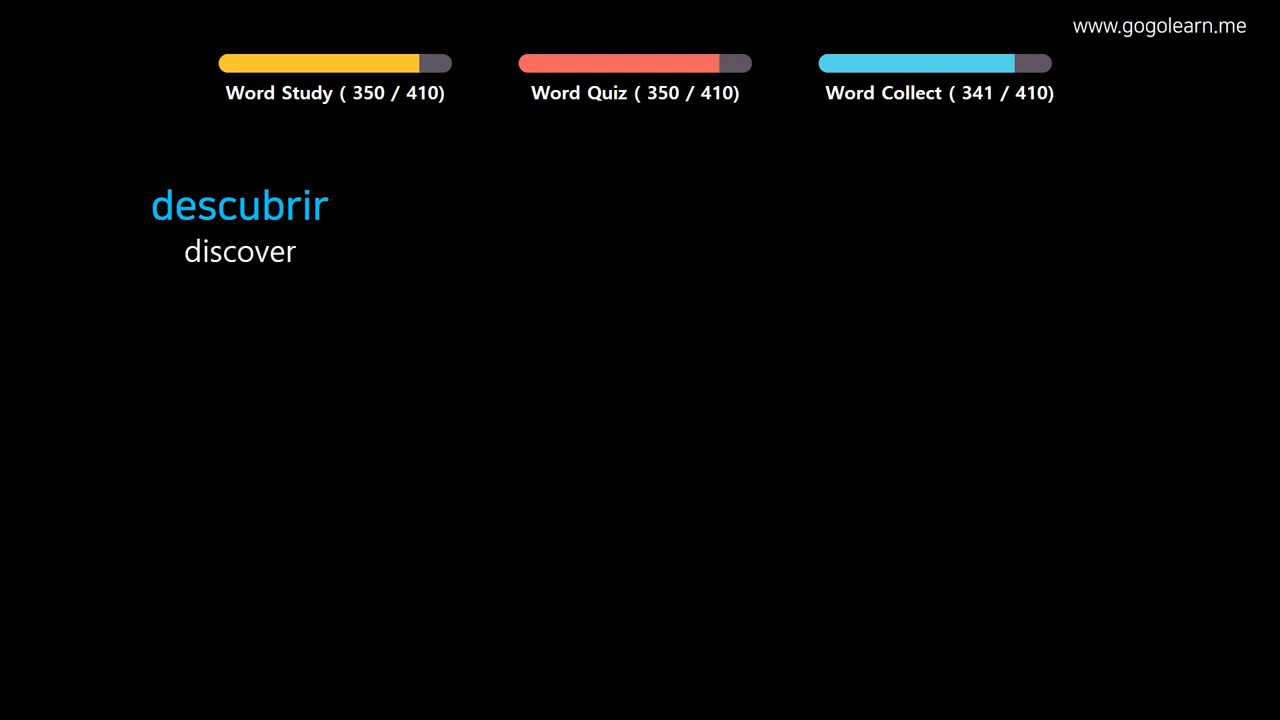 www.gogolearn.me
Word Study ( 350 / 410)
Word Quiz ( 350 / 410)
Word Collect ( 341 / 410)
descubrir
discover